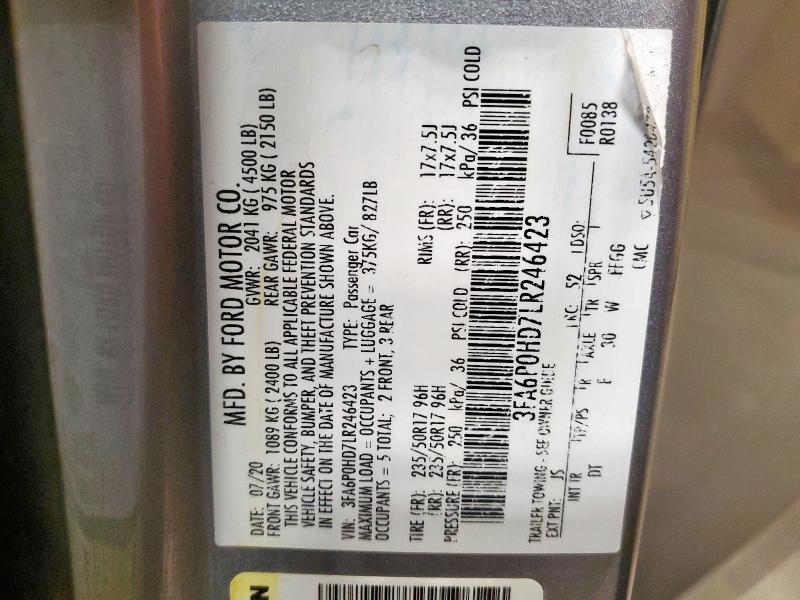 MFD. BY FORD MOTOR CO.
DATE: 07/20 GVWR: 2041 KG ( 4500 LB)
FRONT GAWR: 1089 KG ( 2400 LB) REAR GAWR: 975 KG ( 2150 LB)
THIS VEHICLE CONFORMS TO ALL APPLICABLE FEDERAL MOTOR
VEHICLE SAFETY, BUMPER, AND THEFT PREVENTION STANDARDS
IN EFFECT ON THE DATE OF MANUFACTURE SHOWN ABOVE.
VIN: 3FA6P0HD7LR246423 TYPE: Passenger Car
MAXIMUM LOAD = OCCUPANTS + LUGGAGE = 375KG/ 827LB
OCCUPANTS = 5 TOTAL; 2 FRONT, 3 REAR
TIRE (FR): 235/50R17 96H RIMS (FR): 17x7.5J
(RR): 235/50R17 96H (RR): 17x7.5J
PRESSURE (FR): 250 kPa/ 36 PSI COLD (RR): 250 kPa/ 36 PSI COLD
3FA6P0HD7LR246423
TRAILER TOWING - SEE OWNER GUIDE
EXT PNT: JS RC: 52 DSO: F0085
R0138
INT TR TP/PS R AXLE TR SPR
DT E 30 W FFGG